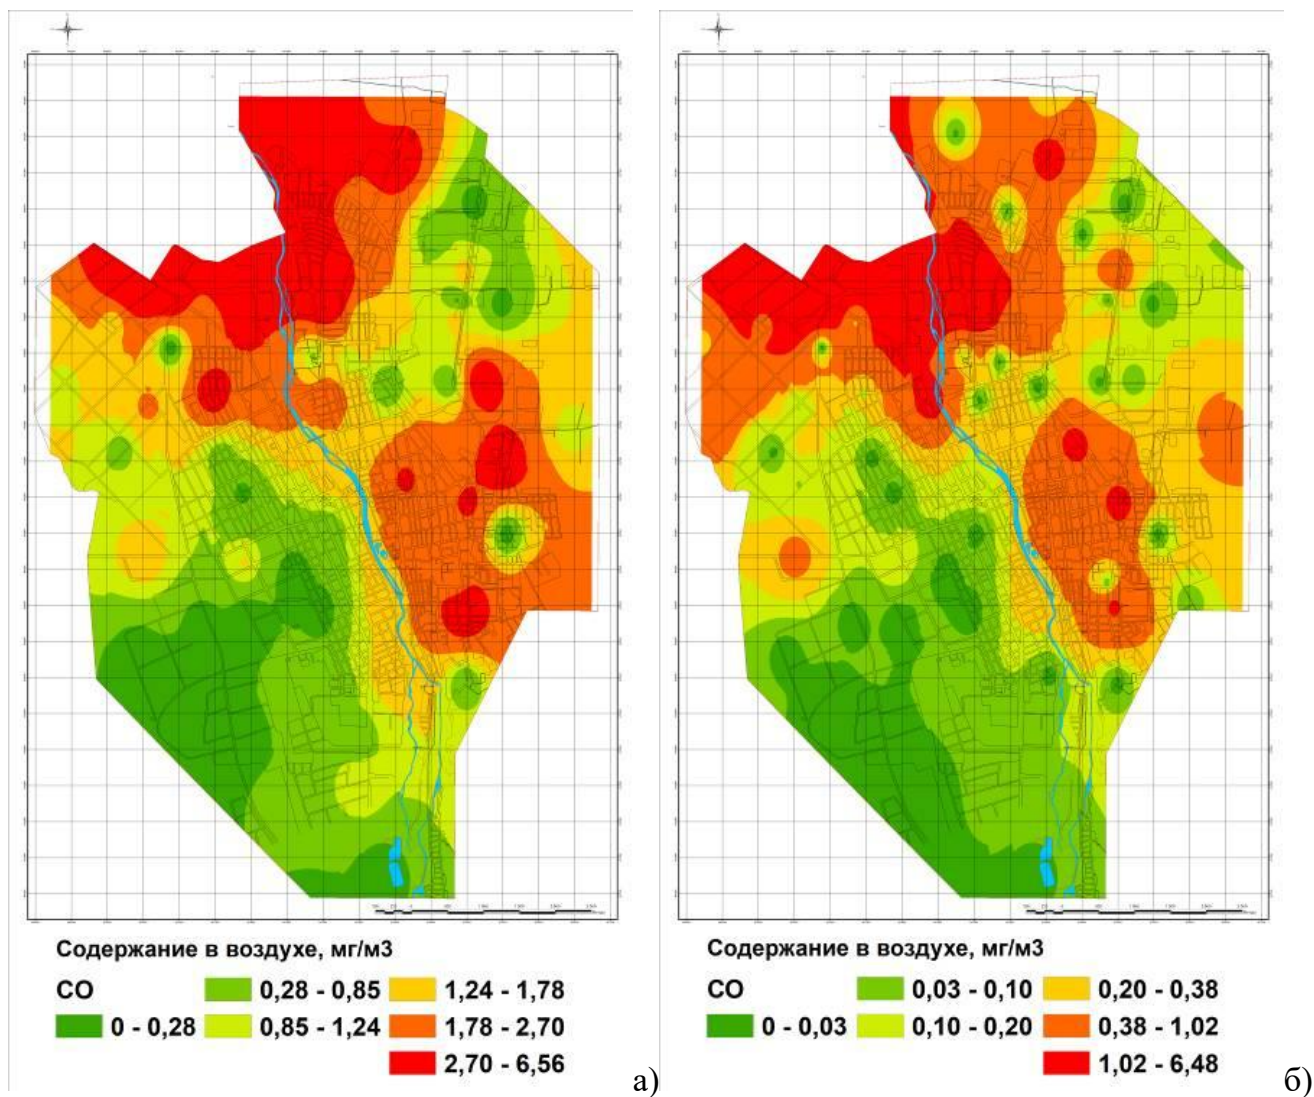 Содержание в воздухе, мг/м3
СО
0 - 0,28
0,28 - 0,85
0,85 - 1,24
1,24 - 1,78
1,78 - 2,70
2,70 - 6,56
а)
Содержание в воздухе, мг/м3
СО
0 - 0,03
0,03 - 0,10
0,10 - 0,20
0,20 - 0,38
0,38 - 1,02
1,02 - 6,48
б)